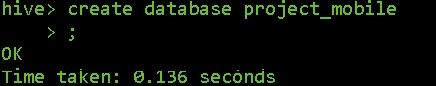 hive> create database project_mobile
    > ;
OK
Time taken: 0.136 seconds